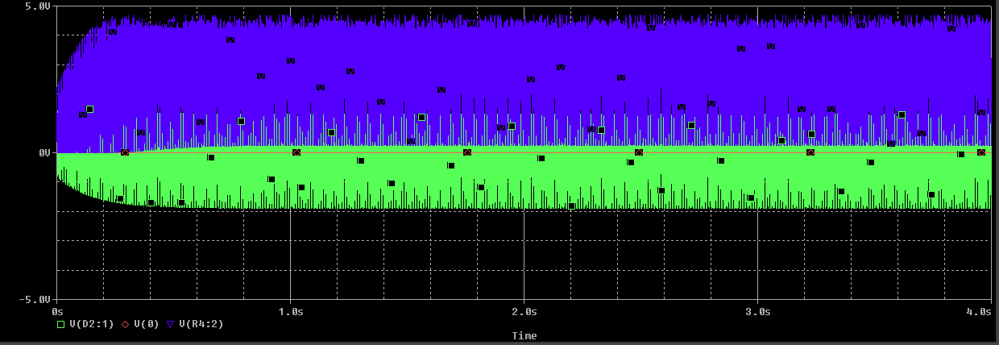 5.0V
0V
-5.0V
0s 1.0s 2.0s 3.0s 4.0s
V(D2:1) V(0) V(R4:2)
Time